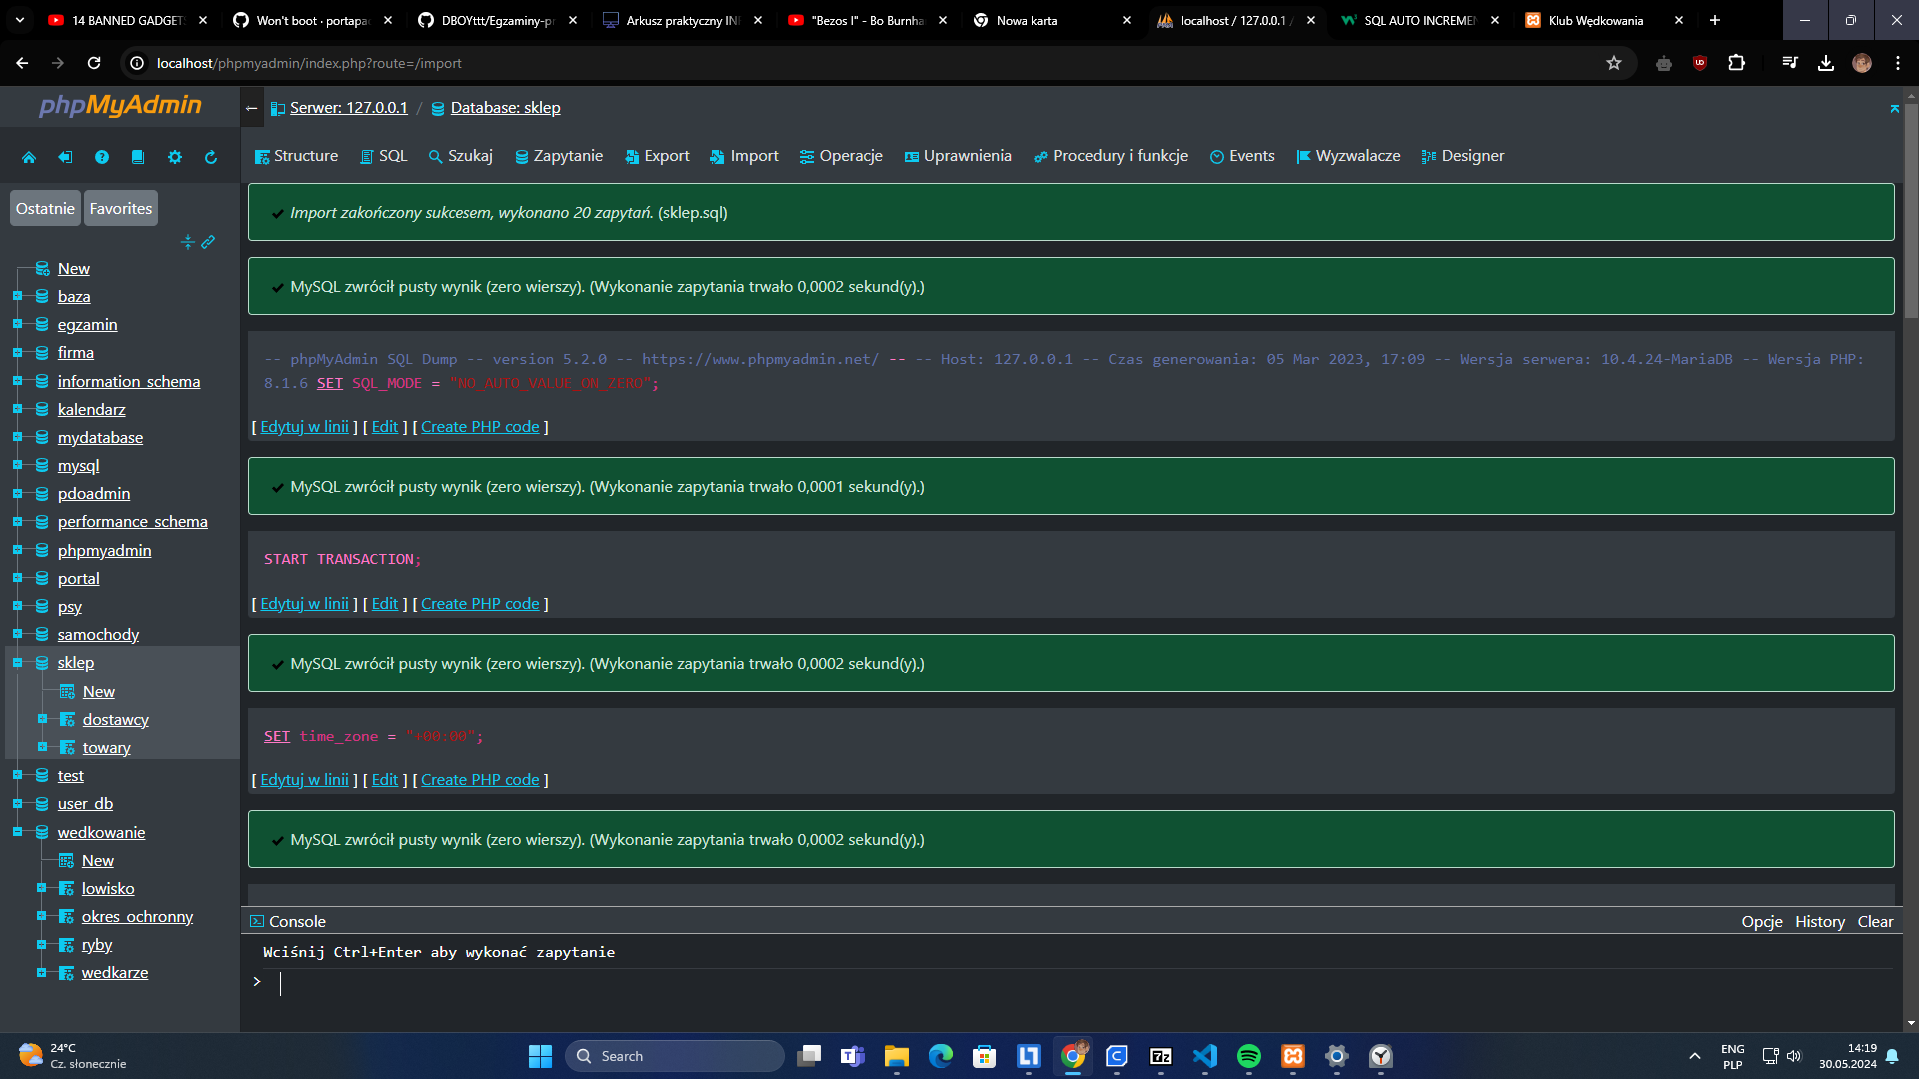 14 BANNED GADGET
Won't boot · portapa
DBOYttt/Egzaminy-pr
Arkusz praktyczny IN
"Bezos I" - Bo Burnha
Nowa karta
localhost / 127.0.0.1 /
SQL AUTO INCREMEN
Klub Wędkowania
localhost/phpmyadmin/index.php?route=/import
phpMyAdmin
Serwer: 127.0.0.1 / Database: sklep
Structure SQL Szukaj Zapytanie Export Import Operacje Uprawnienia Procedury i funkcje Events Wyzwalacze Designer
Ostatnie Favorites
New
baza
egzamin
firma
information_schema
kalendarz
mydatabase
mysql
pdoadmin
performance_schema
phpmyadmin
portal
psy
samochody
sklep
New
dostawcy
towary
test
user_db
wedkowanie
New
lowisko
okres_ochronny
ryby
wedkarze
Import zakończony sukcesem, wykonano 20 zapytań. (sklep.sql)
MySQL zwrócił pusty wynik (zero wierszy). (Wykonanie zapytania trwało 0,0002 sekund(y).)
-- phpMyAdmin SQL Dump -- version 5.2.0 -- https://www.phpmyadmin.net/ -- -- Host: 127.0.0.1 -- Czas generowania: 05 Mar 2023, 17:09 -- Wersja serwera: 10.4.24-MariaDB -- Wersja PHP:
8.1.6 SET SQL_MODE = "NO_AUTO_VALUE_ON_ZERO";
[ Edytuj w linii ] [ Edit ] [ Create PHP code ]
MySQL zwrócił pusty wynik (zero wierszy). (Wykonanie zapytania trwało 0,0001 sekund(y).)
START TRANSACTION;
[ Edytuj w linii ] [ Edit ] [ Create PHP code ]
MySQL zwrócił pusty wynik (zero wierszy). (Wykonanie zapytania trwało 0,0002 sekund(y).)
SET time_zone = "+00:00";
[ Edytuj w linii ] [ Edit ] [ Create PHP code ]
MySQL zwrócił pusty wynik (zero wierszy). (Wykonanie zapytania trwało 0,0002 sekund(y).)
Console Opcje History Clear
Wciśnij Ctrl+Enter aby wykonać zapytanie
>
24°C
Cz. słonecznie
Search
ENG
PLP
14:19
30.05.2024